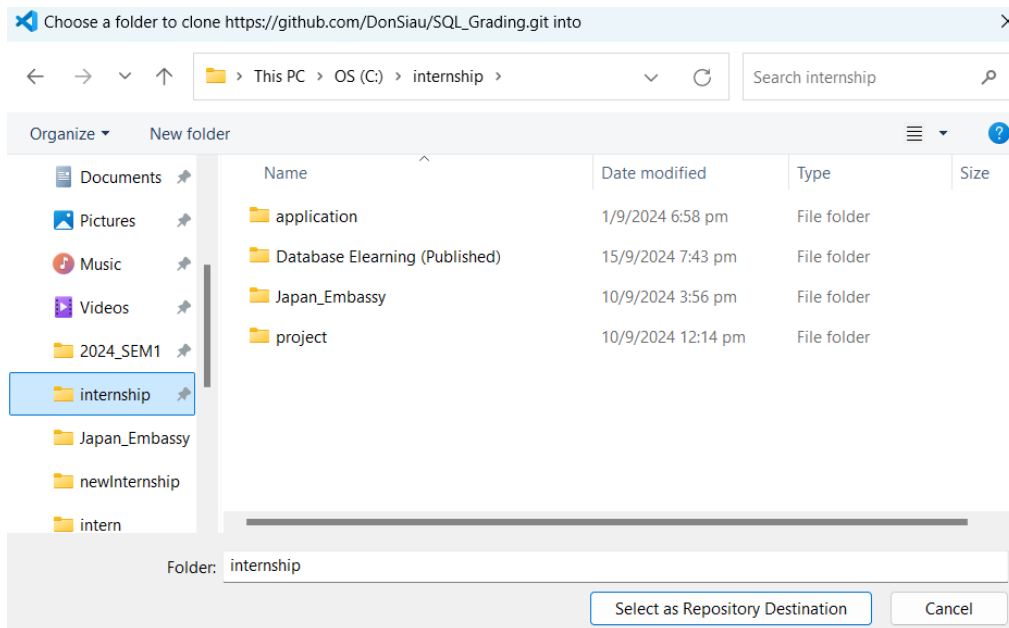 Choose a folder to clone https://github.com/DonSiau/SQL_Grading.git into
This PC > OS (C:) > internship >
Search internship
Organize
New folder
Name
Date modified
Type
Size
Documents
Pictures
Music
Videos
2024_SEM1
internship
Japan_Embassy
newInternship
intern
application 1/9/2024 6:58 pm File folder
Database Elearning (Published) 15/9/2024 7:43 pm File folder
Japan_Embassy 10/9/2024 3:56 pm File folder
project 10/9/2024 12:14 pm File folder
Folder: internship
Select as Repository Destination
Cancel